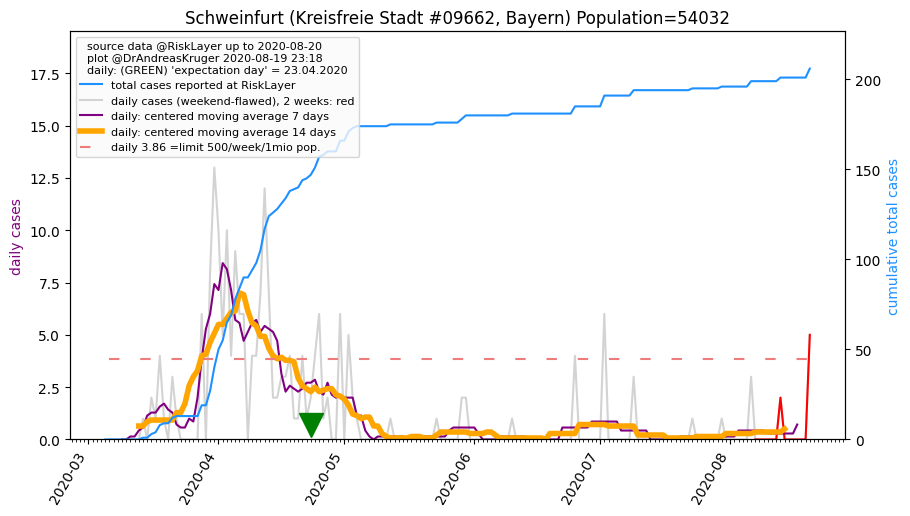 Schweinfurt (Kreisfreie Stadt #09662, Bayern) Population=54032
source data @RiskLayer up to 2020-08-20
plot @DrAndreasKruger 2020-08-19 23:18
daily: (GREEN) 'expectation day' = 23.04.2020
total cases reported at RiskLayer
daily cases (weekend-flawed), 2 weeks: red
daily: centered moving average 7 days
daily: centered moving average 14 days
daily 3.86 =limit 500/week/1mio pop.
daily cases
17.5
15.0
12.5
10.0
7.5
5.0
2.5
0.0
200
150
100
50
0
cumulative total cases
2020-03
2020-04
2020-05
2020-06
2020-07
2020-08